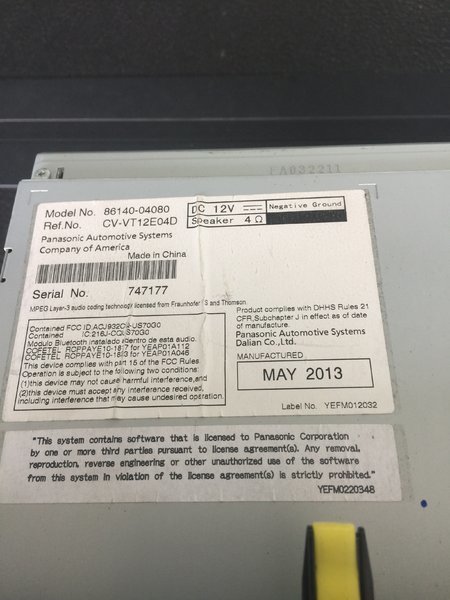 FA032211
Model No. 86140-04080
Ref.No. CV-VT12E04D
DC 12V
Negative Ground
Speaker 4 Ω
Panasonic Automotive Systems
Company of America
Made in China
Serial No. 747177
MPEG Layer-3 audio coding technology licensed from Fraunhofer IIS and Thomson.
Contained FCC ID:
Contained IC:
Modulo Bluetooth instalado dentro de esta audio.
COFETEL for YEAP01A112
COFETEL for YEAP01A046
This device complies with part 15 of the FCC Rules.
Operation is subject to the following two conditions:
(1)this device may not cause harmful interference,and
(2)this device must accept any interference received,
including interference that may cause undesired operation.
Product complies with DHHS Rules 21
CFR,Subchapter J in effect as of date
of manufacture.
Panasonic Automotive Systems
Dalian Co.,Ltd.
MANUFACTURED
MAY 2013
Label No. YEFM012032
"This system contains software that is licensed to Panasonic Corporation
by one or more third parties pursuant to license agreement(s). Any removal,
reproduction, reverse engineering or other unauthorized use of the software
from this system in violation of the license agreement(s) is strictly prohibited."
YEFM0220348